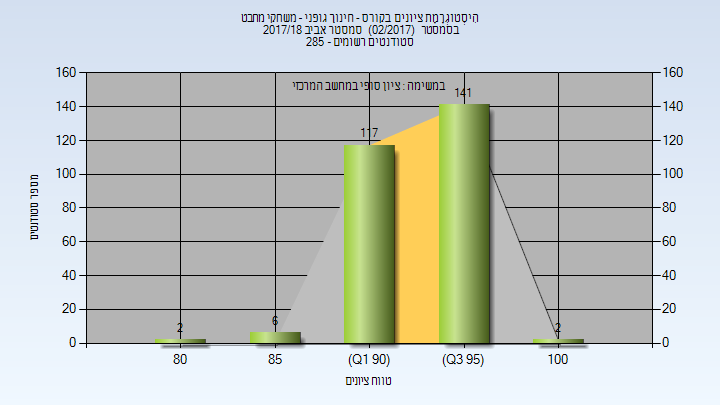 הִיסְטוֹגְרָמַת ציונים בקורס - חינוך גופני - משחקי מחבט
בסמסטר (02/2017) סמסטר אביב 2017/18
סטודנטים רשומים - 285
במשימה : ציון סופי במחשב המרכזי
160 160
140 140
120 120
100 100
80 80
60 60
40 40
20 20
0 0
2 6 117 141 2
80 85 (Q1 90) (Q3 95) 100
מספר סטודנטים
טווח ציונים